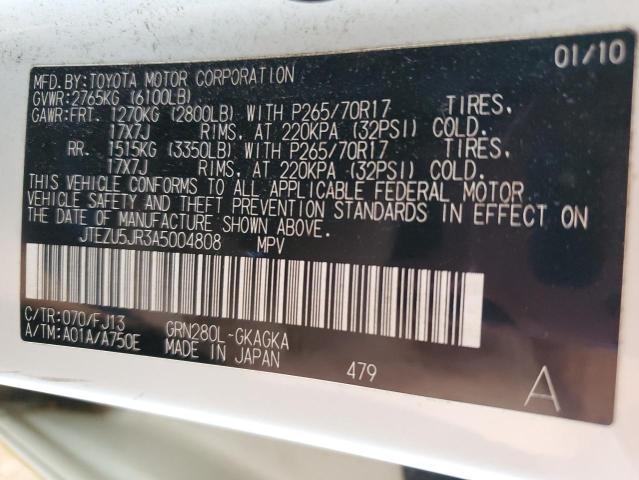 01/10
MFD.BY:TOYOTA MOTOR CORPORATION
GVWR:2765KG (6100LB)
GAWR:FRT. 1270KG (2800LB) WITH P265/70R17 TIRES,
17X7J RIMS, AT 220KPA (32PSI) COLD.
RR. 1515KG (3350LB) WITH P265/70R17 TIRES,
17X7J RIMS, AT 220KPA (32PSI) COLD.
THIS VEHICLE CONFORMS TO ALL APPLICABLE FEDERAL MOTOR
VEHICLE SAFETY AND THEFT PREVENTION STANDARDS IN EFFECT ON
THE DATE OF MANUFACTURE SHOWN ABOVE.
JTEZU5JR3A5004808 MPV
C/TR:070/FJ13 GRN280L-GKAGKA
A/TM:A01A/A750E MADE IN JAPAN
479
A